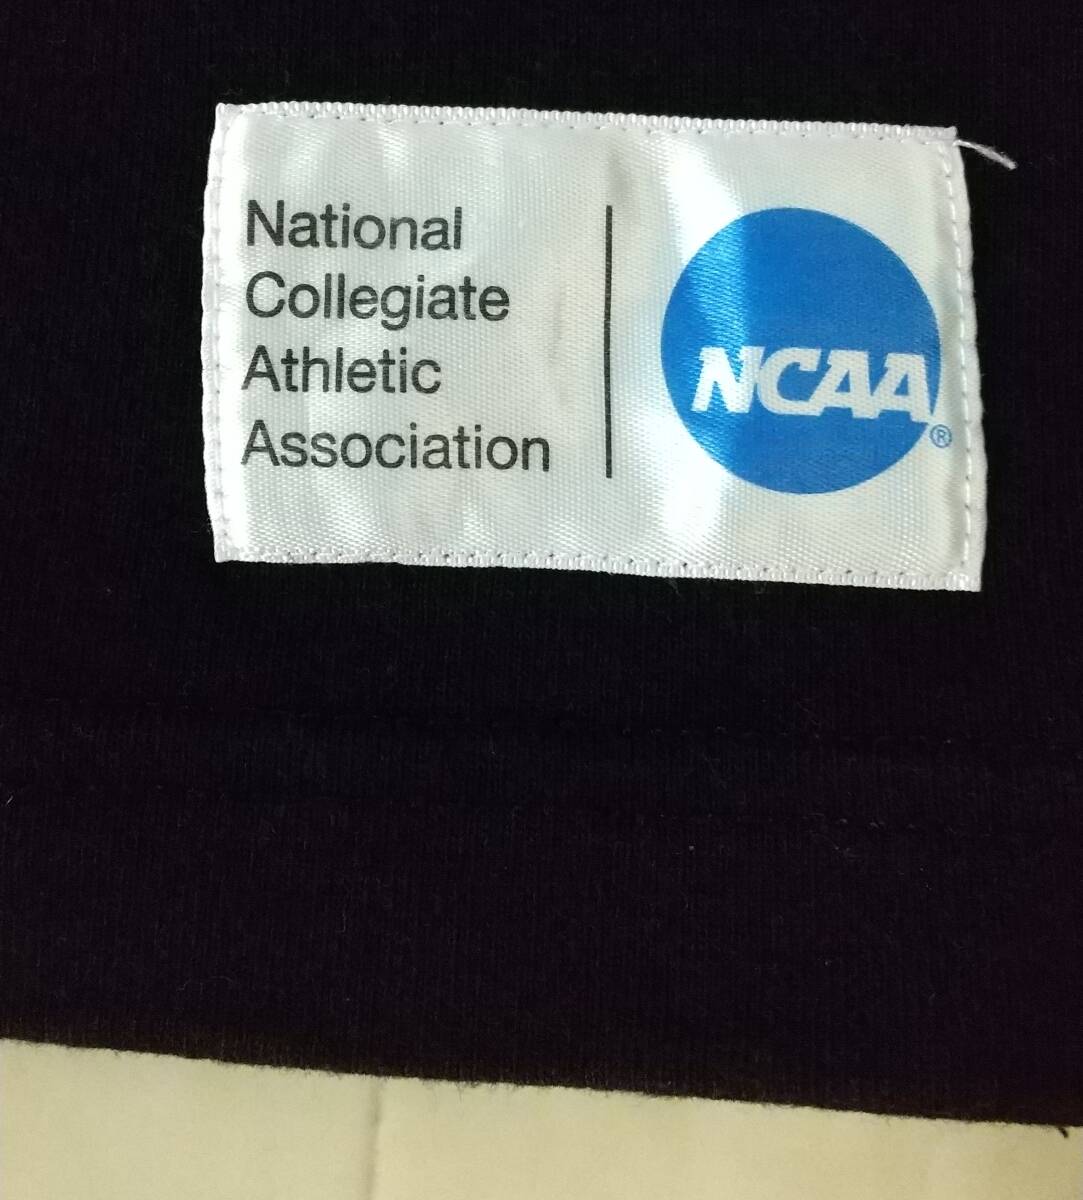 National
Collegiate
Athletic
Association
NCAA®